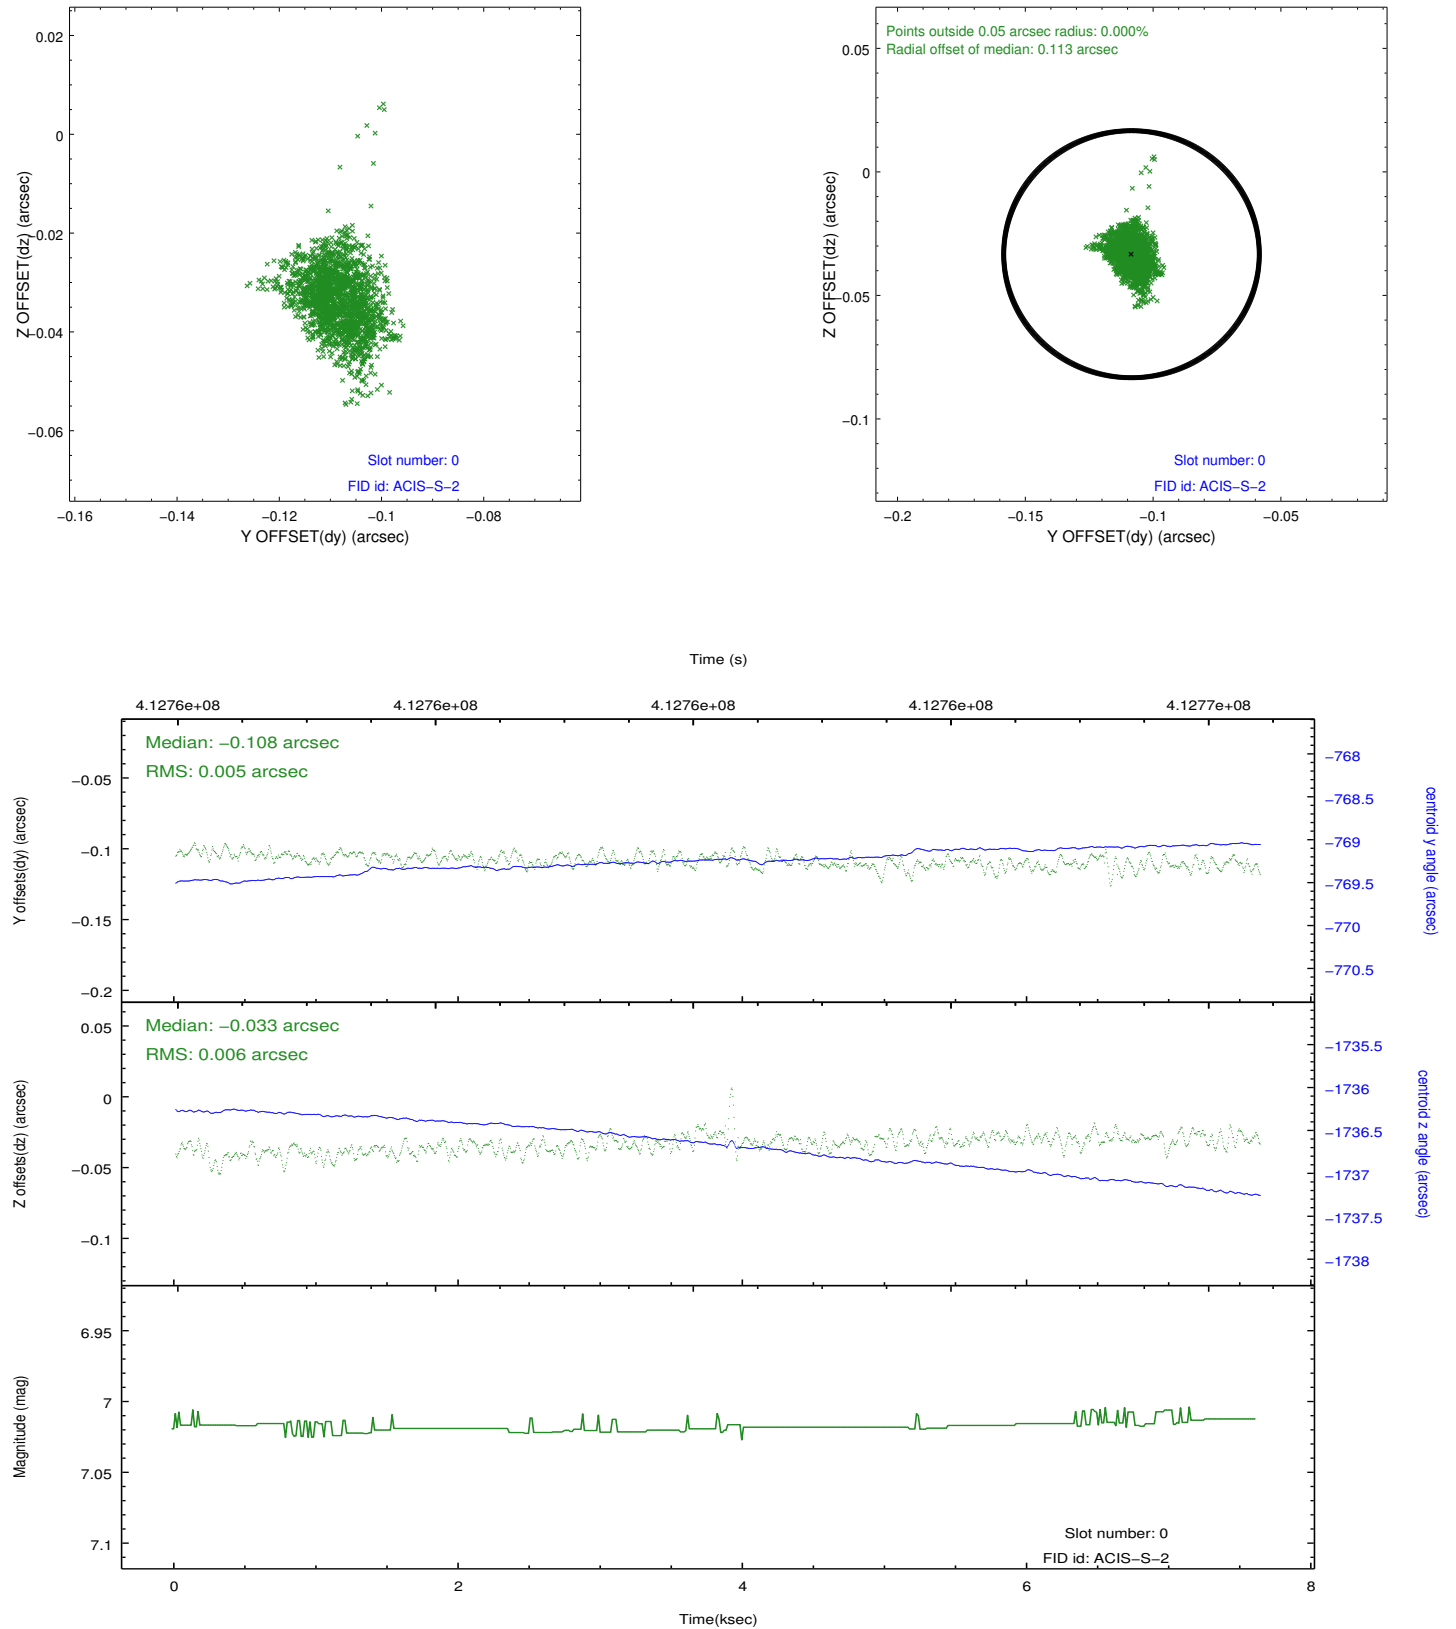 0.02
0
−0.02
−0.04
−0.06
Z OFFSET(dz) (arcsec)
Slot number: 0
FID id: ACIS−S−2
−0.16 −0.14 −0.12 −0.1 −0.08
Y OFFSET(dy) (arcsec)
Points outside 0.05 arcsec radius: 0.000%
Radial offset of median: 0.113 arcsec
0.05
0
−0.05
−0.1
Z OFFSET(dz) (arcsec)
Slot number: 0
FID id: ACIS−S−2
−0.2 −0.15 −0.1 −0.05
Y OFFSET(dy) (arcsec)
Time (s)
4.1276e+08 4.1276e+08 4.1276e+08 4.1276e+08 4.1277e+08
Median: −0.108 arcsec
RMS: 0.005 arcsec
−0.05
−0.1
−0.15
−0.2
Y offsets(dy) (arcsec)
−768
−768.5
−769
−769.5
−770
−770.5
centroid y angle (arcsec)
Median: −0.033 arcsec
RMS: 0.006 arcsec
0.05
0
−0.05
−0.1
Z offsets(dz) (arcsec)
−1735.5
−1736
−1736.5
−1737
−1737.5
−1738
centroid z angle (arcsec)
6.95
7
7.05
7.1
Magnitude (mag)
Slot number: 0
FID id: ACIS−S−2
0 2 4 6 8
Time(ksec)